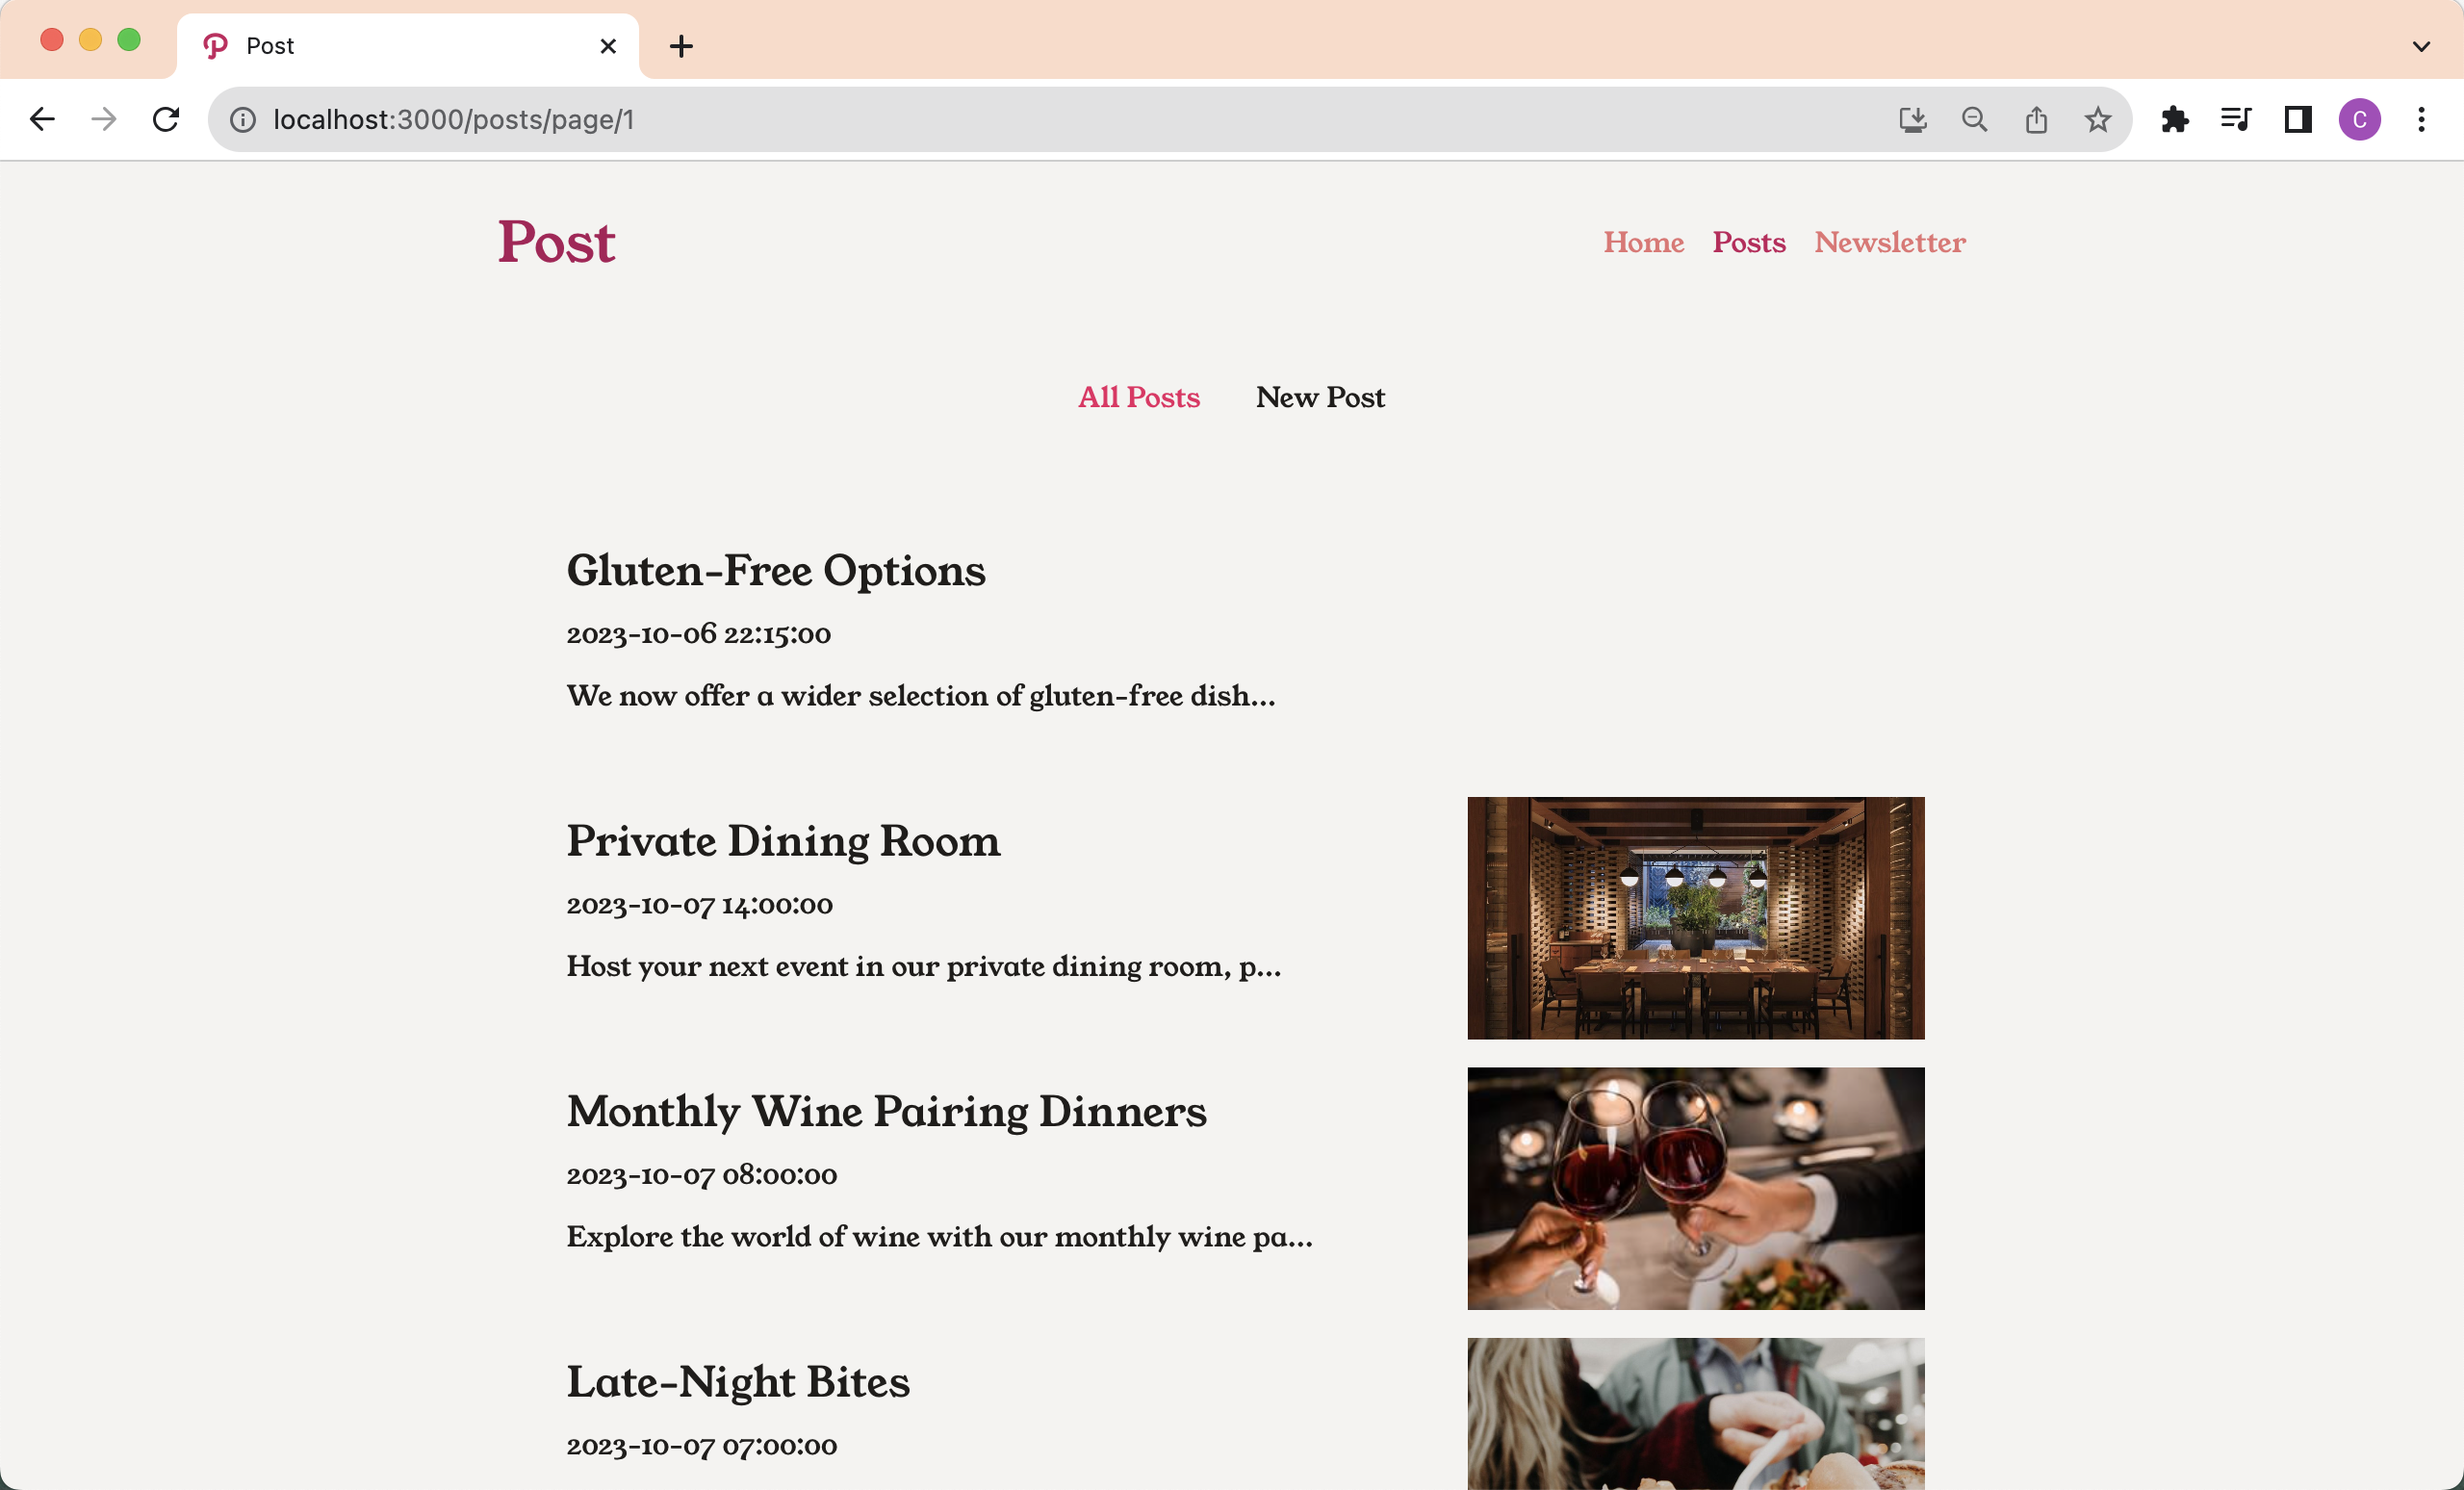 Post
localhost:3000/posts/page/1
C
Post
Home Posts Newsletter
All Posts New Post
Gluten-Free Options
2023-10-06 22:15:00
We now offer a wider selection of gluten-free dish...
Private Dining Room
2023-10-07 14:00:00
Host your next event in our private dining room, p...
Monthly Wine Pairing Dinners
2023-10-07 08:00:00
Explore the world of wine with our monthly wine pa...
Late-Night Bites
2023-10-07 07:00:00